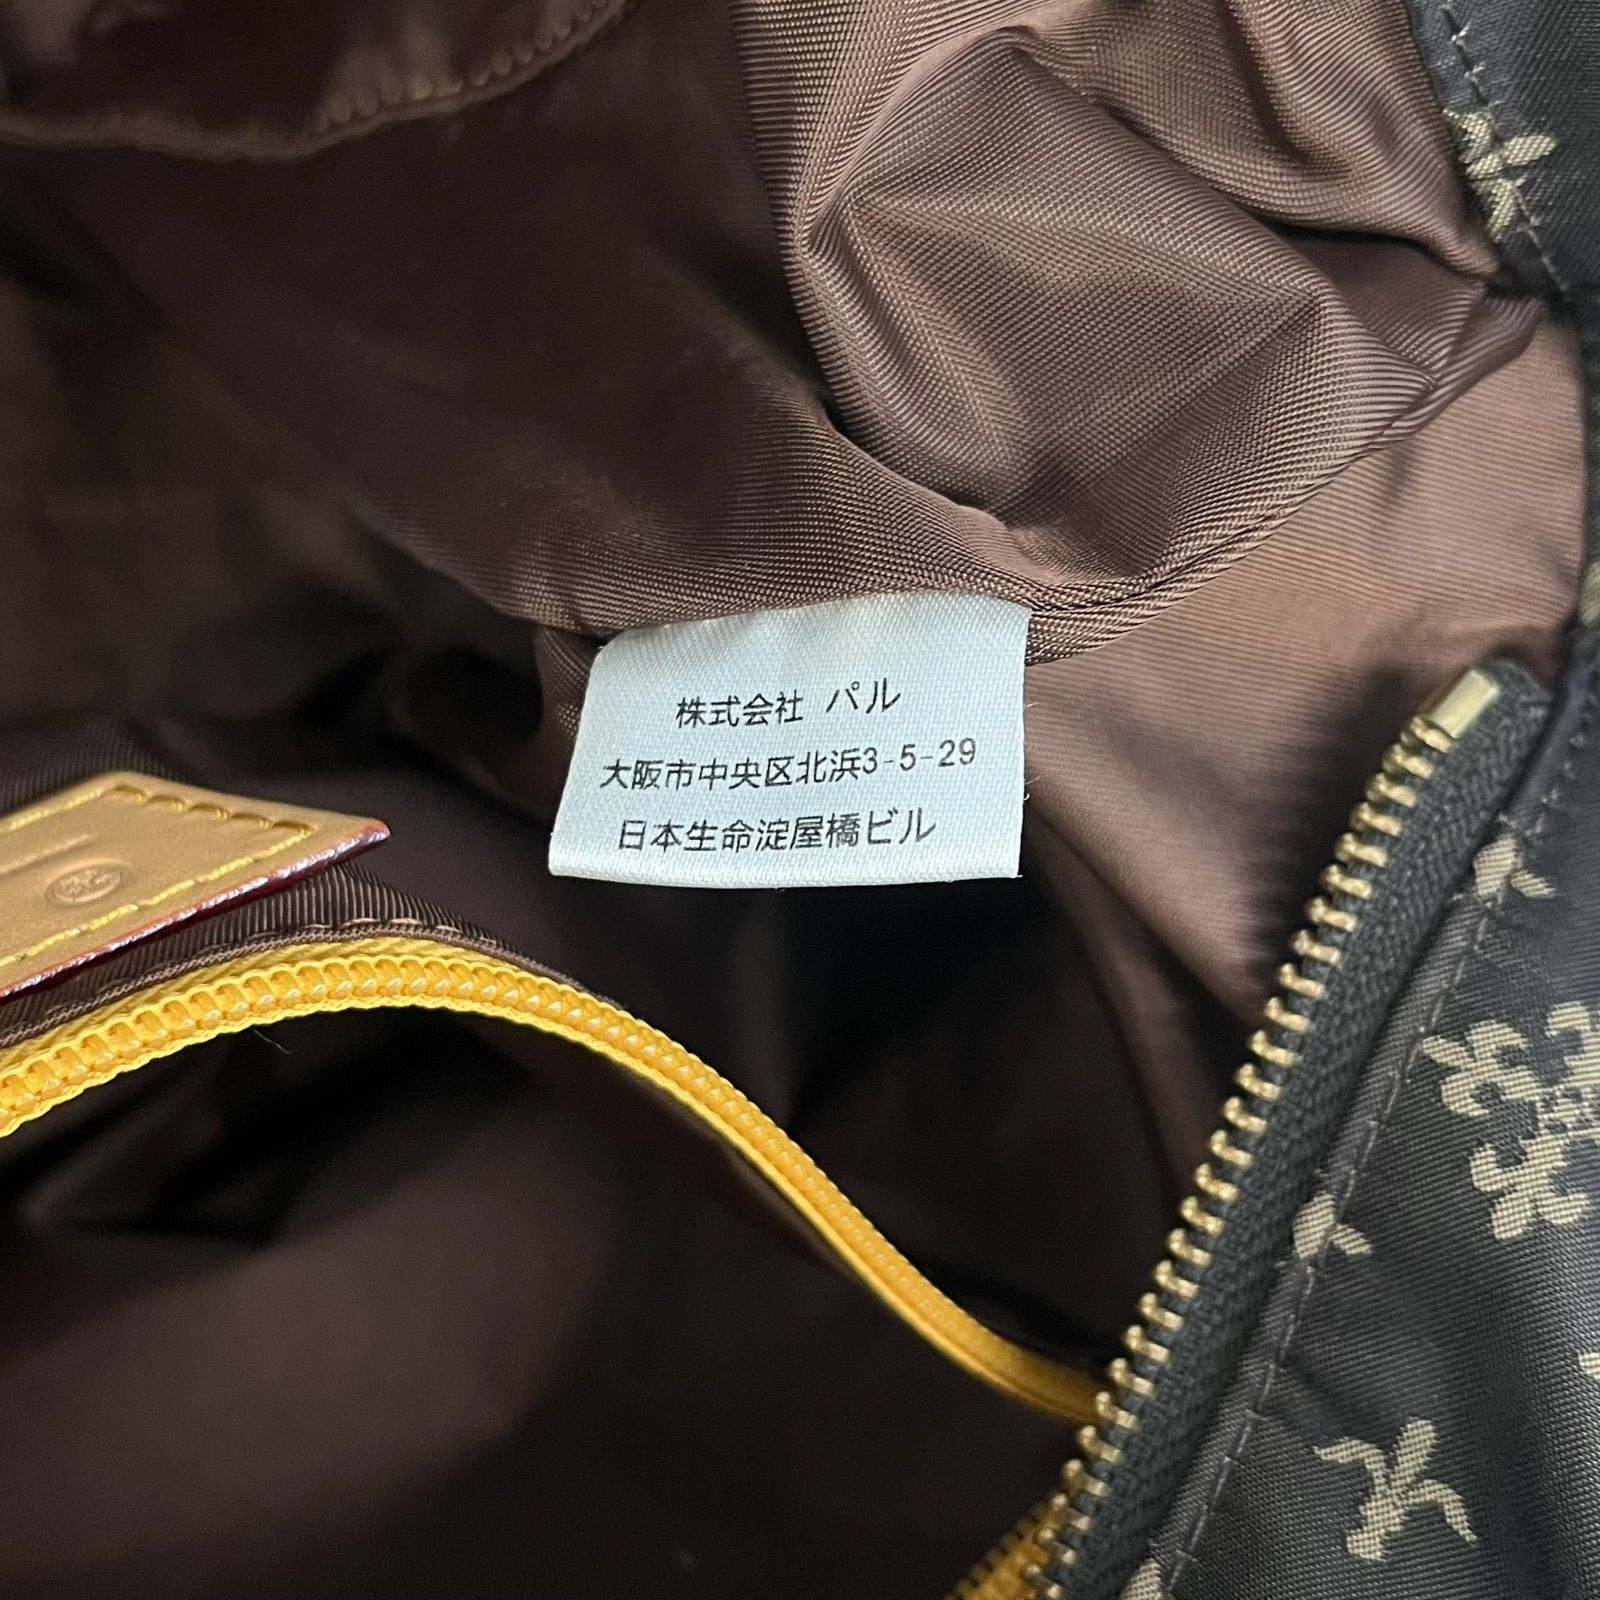 株式会社 パル
大阪市中央区北浜3-5-29
日本生命淀屋橋ビル